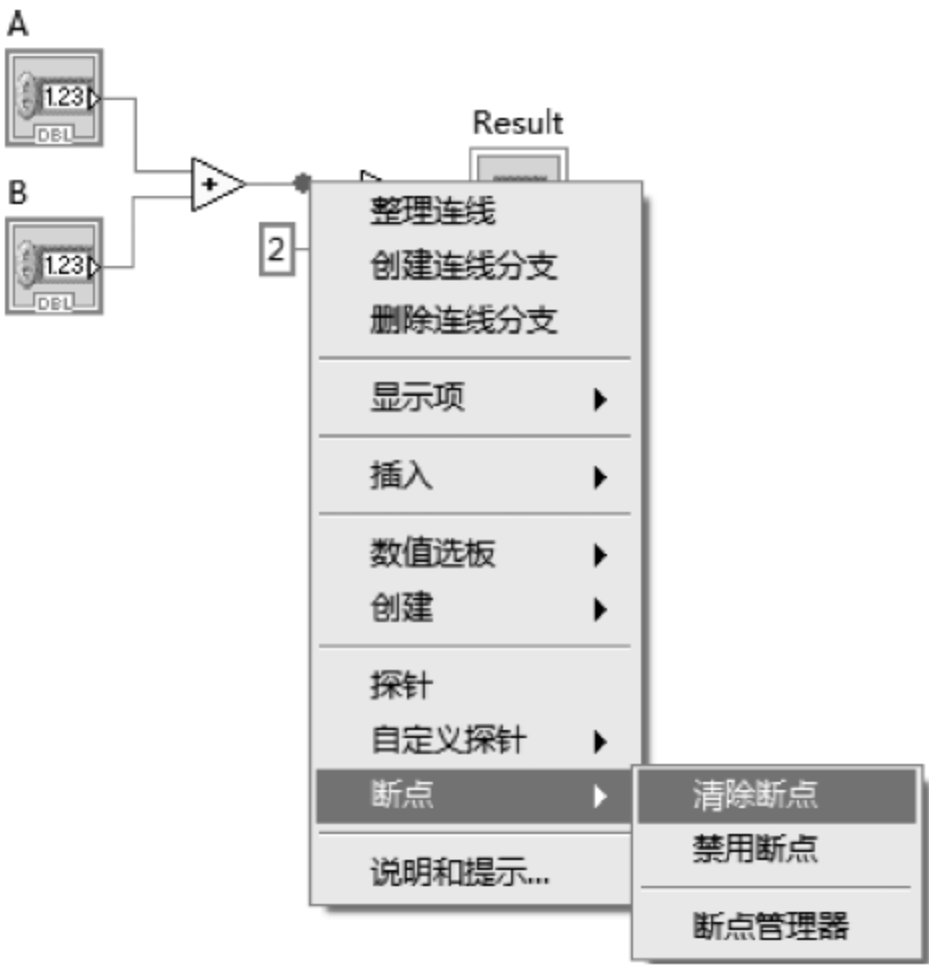 A
1.23
DBL
Result
B
1.23
DBL
2
整理连线
创建连线分支
删除连线分支
显示项
插入
数值选板
创建
探针
自定义探针
断点
清除断点
禁用断点
断点管理器
说明和提示...